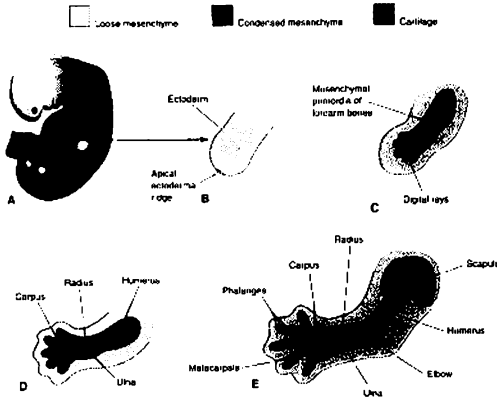 Loose mesenchyme
Condensed mesenchyme
Cartilage
Ectoderm
Apical
ectodermal
ridge
A
B
Mesenchymal
primordia of
forearm bones
Digital rays
C
Carpus
Radius
Humerus
Ulna
D
Phalanges
Carpus
Radius
Scapula
Humerus
Elbow
Ulna
Metacarpals
E